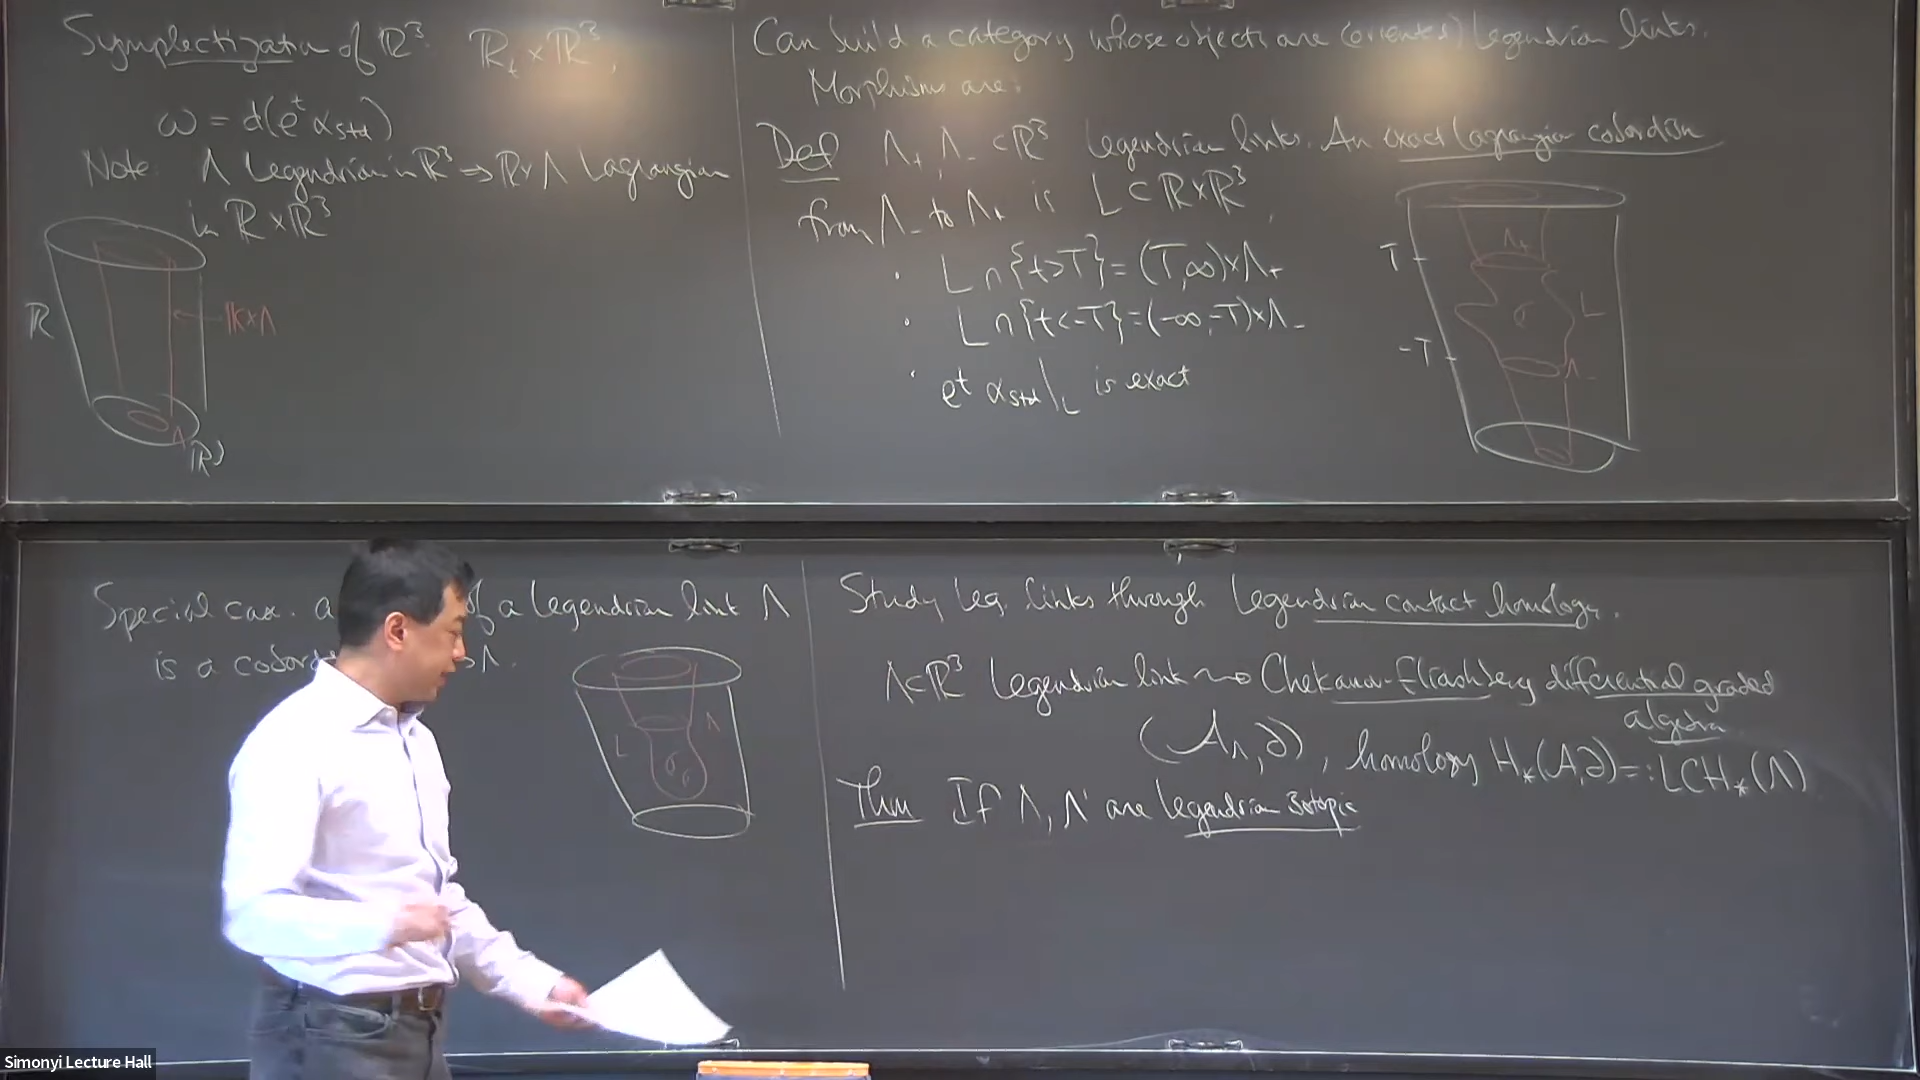 Symplectization of ℝ³: ℝₜ×ℝ³,
ω = d(eᵗ α_std)
Note: Λ Legendrian in ℝ³ ⇒ ℝ×Λ Lagrangian
in ℝ×ℝ³
ℝ
ℝ×Λ
Λ
ℝ³
Can build a category whose objects are (oriented) Legendrian links.
Morphisms are:
Def Λ₊, Λ₋ ⊂ ℝ³ Legendrian links. An exact Lagrangian cobordism
from Λ₋ to Λ₊ is L ⊂ ℝ×ℝ³,
· L ∩ {t>T} = (T,∞)×Λ₊
· L ∩ {t<-T} = (-∞,-T)×Λ₋
· eᵗ α_std|_L is exact
T
-T
Λ₊
L
Λ₋
Special case. a of a Legendrian link Λ
is a Λ.
L
Λ
Study Leg. links through Legendrian contact homology.
Λ⊂ℝ³ Legendrian link ⇝ Chekanov-Eliashberg differential graded
algebra
(A_Λ,∂), homology H_*(A,∂)=:LCH_*(Λ)
Thm If Λ, Λ' are Legendrian isotopic
Simonyi Lecture Hall